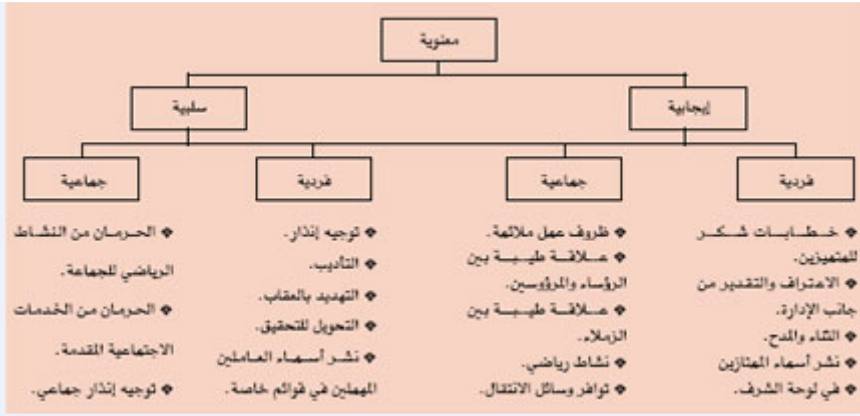 معنوية
إيجابية
سلبية
فردية
جماعية
فردية
جماعية
❖ خطابات شكر
للمتميزين.
❖ الاعتراف والتقدير من
جانب الإدارة.
❖ الثناء والمدح.
❖ نشر أسماء الممتازين
❖ في لوحة الشرف.
❖ ظروف عمل ملائمة.
❖ علاقة طيبة بين
الرؤساء والمرؤوسين.
❖ علاقة طيبة بين
الزملاء.
❖ نشاط رياضي.
❖ توافر وسائل الانتقال.
❖ توجيه إنذار.
❖ التأديب.
❖ التهديد بالعقاب.
❖ التحويل للتحقيق.
❖ نشر أسماء العاملين
المهملين في قوائم خاصة.
❖ الحرمان من النشاط
الرياضي للجماعة.
❖ الحرمان من الخدمات
الاجتماعية المقدمة.
❖ توجيه إنذار جماعي.